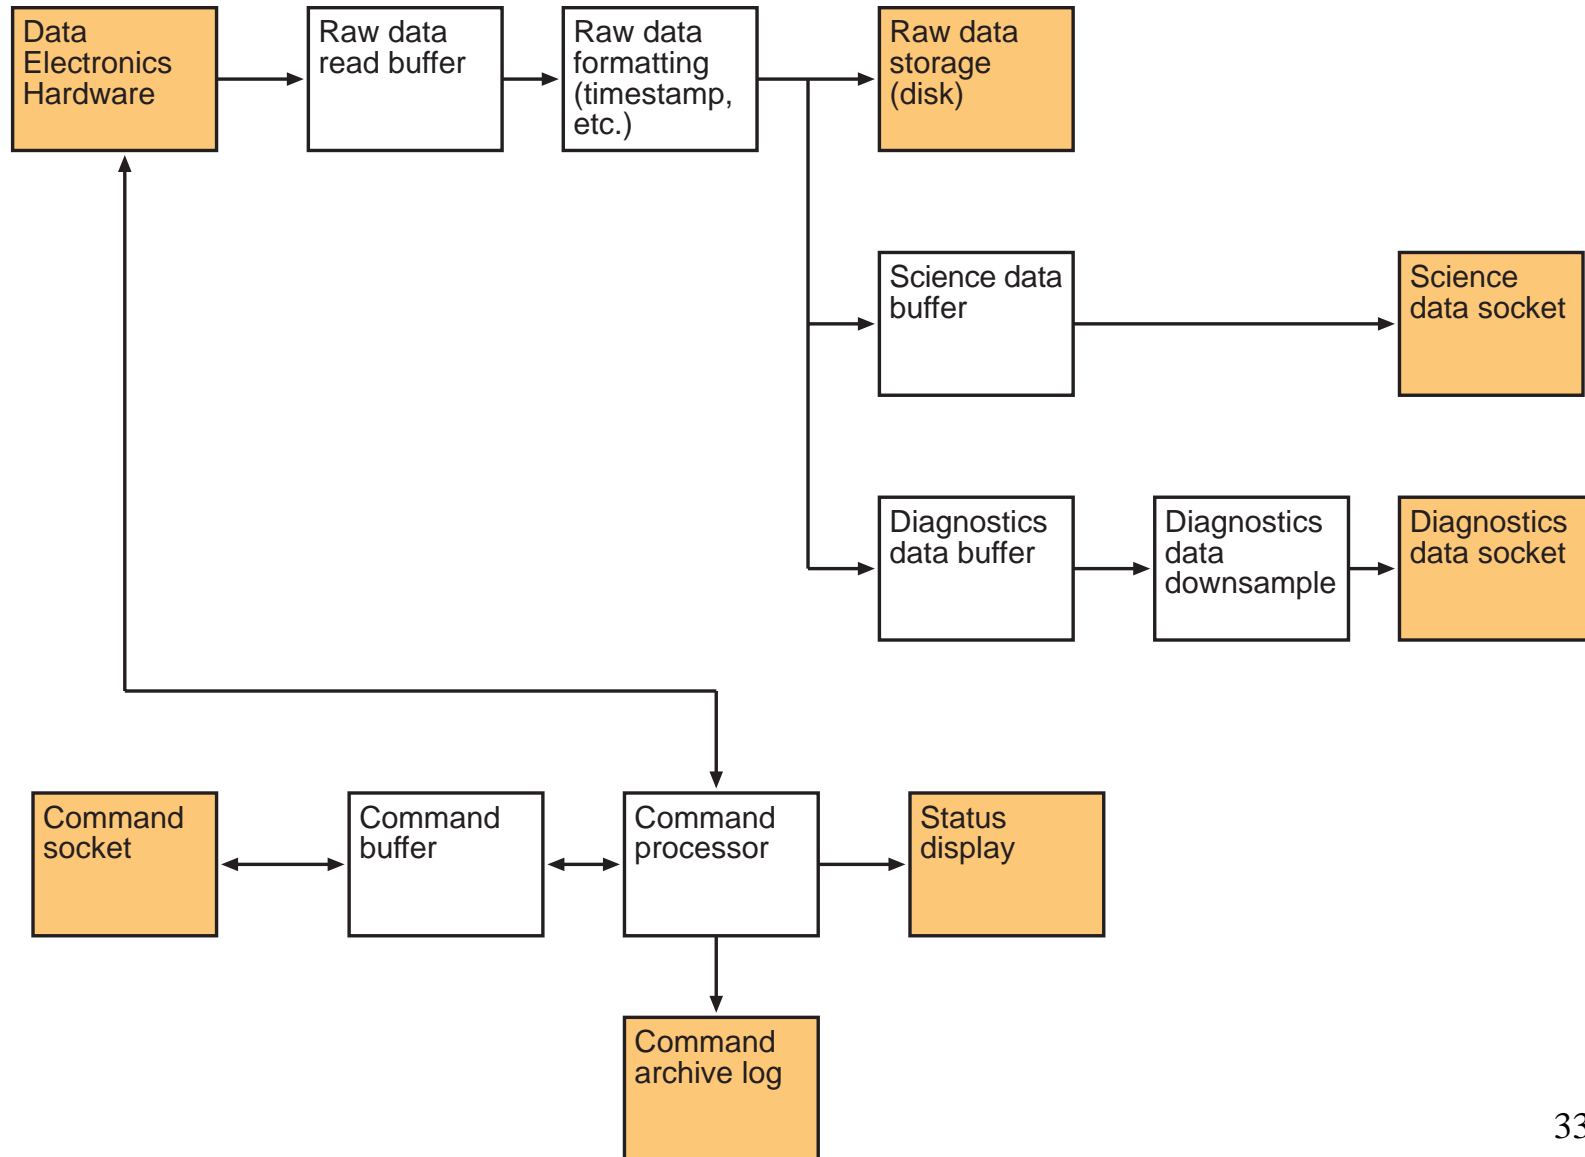 Data
Electronics
Hardware
Raw data
read buffer
Raw data
formatting
(timestamp,
etc.)
Raw data
storage
(disk)
Science data
buffer
Science
data socket
Diagnostics
data buffer
Diagnostics
data
downsample
Diagnostics
data socket
Command
socket
Command
buffer
Command
processor
Status
display
Command
archive log
33